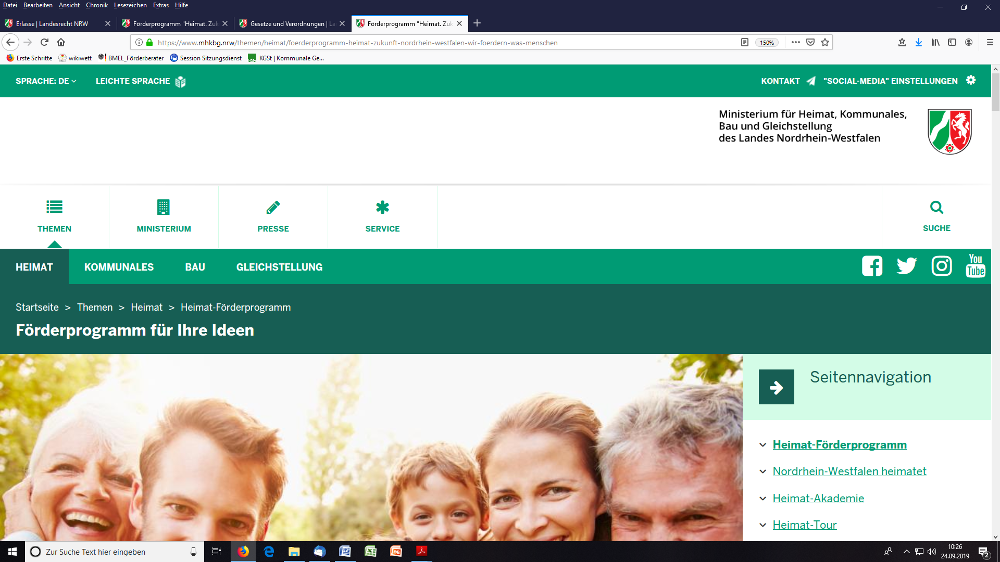 Datei Bearbeiten Ansicht Chronik Lesezeichen Extras Hilfe
Erlasse | Landesrecht NRW
Förderprogramm "Heimat. Zuk
Gesetze und Verordnungen | La
Förderprogramm "Heimat. Zuk
https://www.mhkbg.nrw/themen/heimat/foerderprogramm-heimat-zukunft-nordrhein-westfalen-wir-foerdern-was-menschen
150%
Erste Schritte wikiwett BMEL_Förderberater Session Sitzungsdienst KGSt | Kommunale Ge...
SPRACHE: DE LEICHTE SPRACHE KONTAKT "SOCIAL-MEDIA" EINSTELLUNGEN
Ministerium für Heimat, Kommunales,
Bau und Gleichstellung
des Landes Nordrhein-Westfalen
THEMEN MINISTERIUM PRESSE SERVICE SUCHE
HEIMAT KOMMUNALES BAU GLEICHSTELLUNG
You
Tube
Startseite > Themen > Heimat > Heimat-Förderprogramm
Förderprogramm für Ihre Ideen
Seitennavigation
Heimat-Förderprogramm
Nordrhein-Westfalen heimatet
Heimat-Akademie
Heimat-Tour
Zur Suche Text hier eingeben
10:26
24.09.2019
2